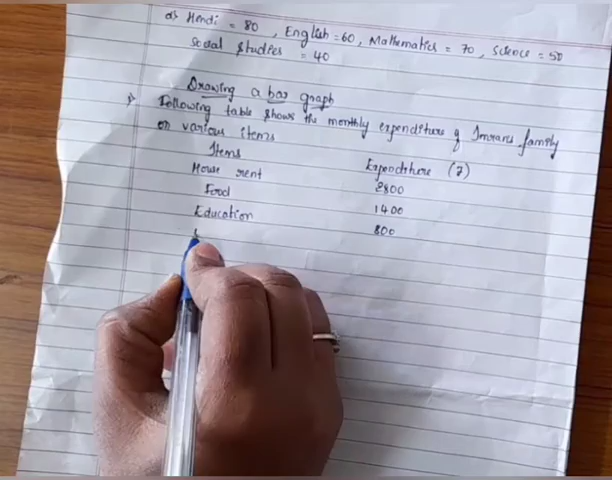 d) Hendi = 80 , English = 60, Mathematics = 70, Science = 50
Social Studies = 40
Drawing a bar graph
Following table shows the monthly expenditure of Imrans family
on various items
Items Expenditure (₹)
House rent 2800
Food 1400
Education 800